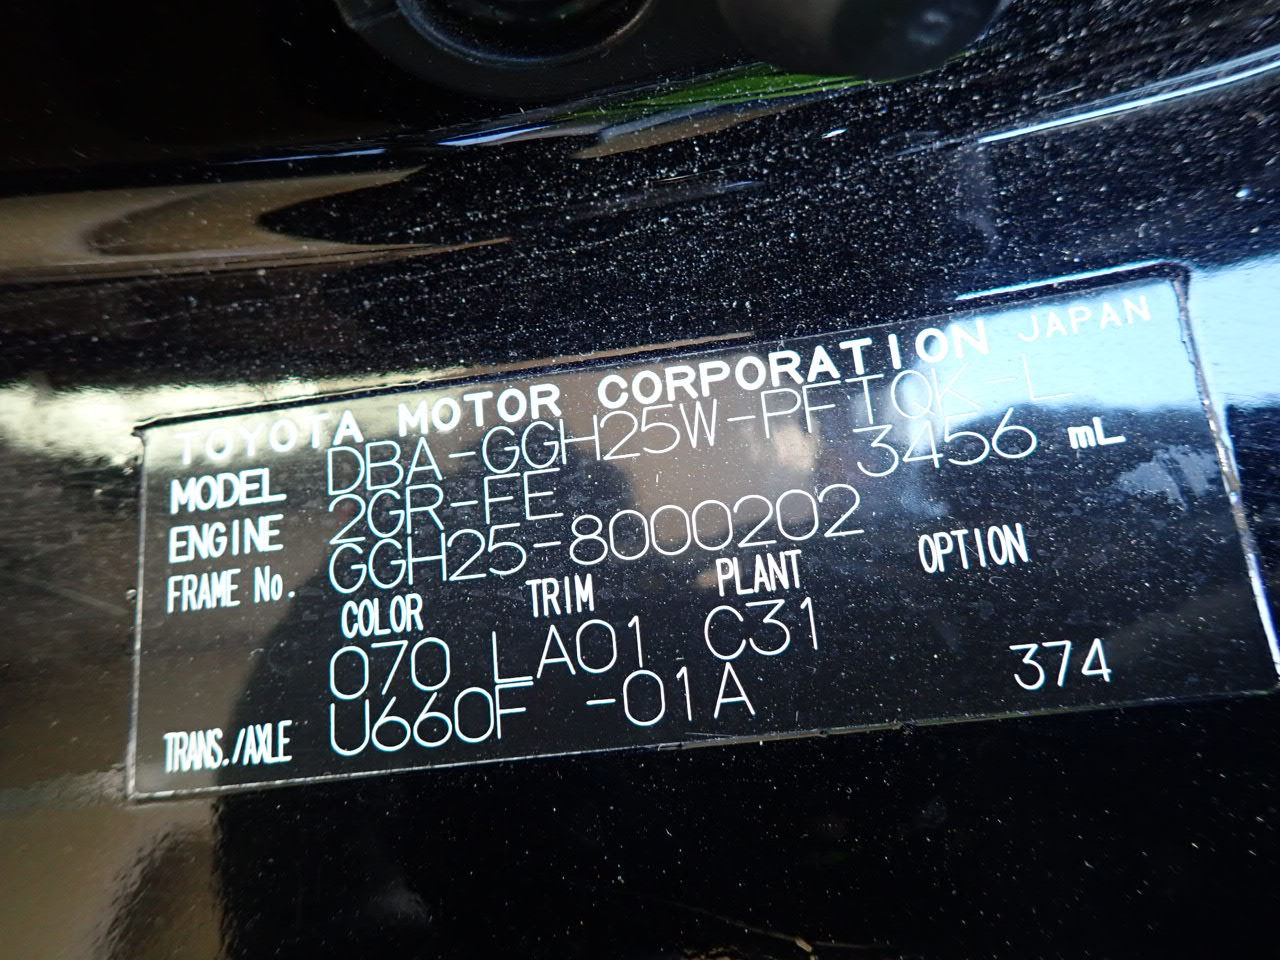 TOYOTA MOTOR CORPORATION JAPAN
MODEL DBA-GGH25W-PFTQK-L
ENGINE 2GR-FE 3456 mL
FRAME No. GGH25-8000202
COLOR TRIM PLANT OPTION
070 LA01 C31
TRANS./AXLE U660F -01A 374